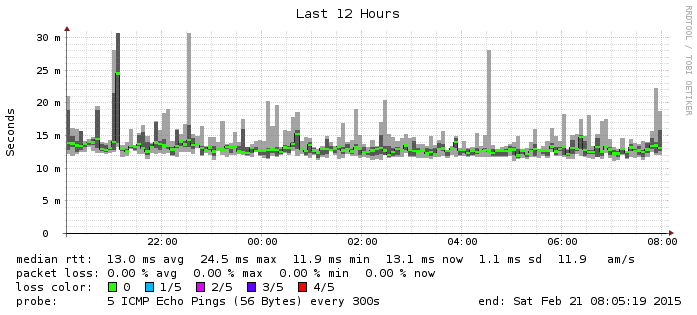 Last 12 Hours
RRDTOOL / TOBI OETIKER
Seconds
30 m
25 m
20 m
15 m
10 m
5 m
0
22:00 00:00 02:00 04:00 06:00 08:00
median rtt: 13.0 ms avg 24.5 ms max 11.9 ms min 13.1 ms now 1.1 ms sd 11.9 am/s
packet loss: 0.00 % avg 0.00 % max 0.00 % min 0.00 % now
loss color: 0 1/5 2/5 3/5 4/5
probe: 5 ICMP Echo Pings (56 Bytes) every 300s end: Sat Feb 21 08:05:19 2015